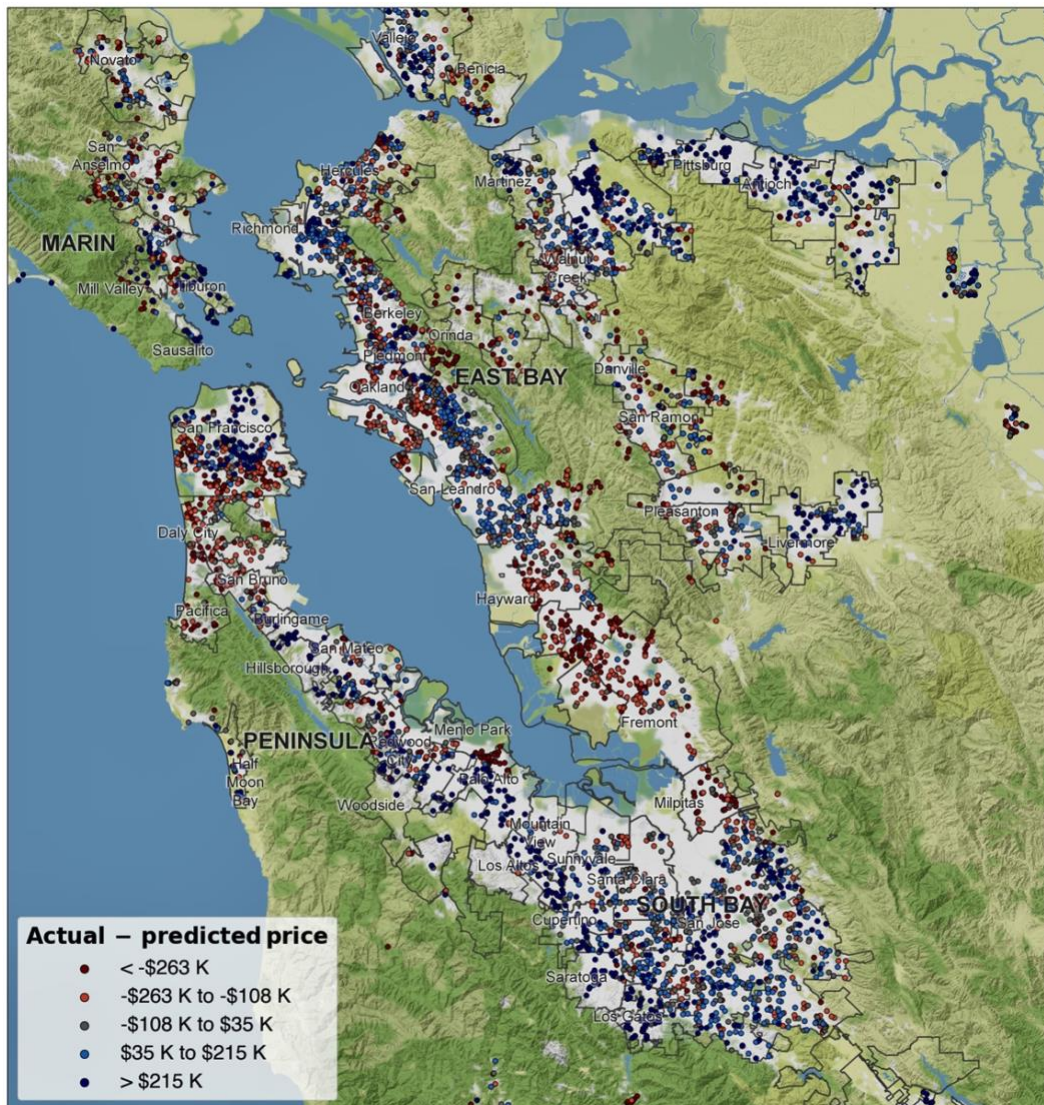 Vallejo
Novato
Benicia
San
Anselmo
Hercules
Martinez
Pittsburg
Antioch
Richmond
MARIN
Walnut
Creek
Mill Valley
Tiburon
Berkeley
Orinda
Sausalito
Piedmont
Danville
EAST BAY
Oakland
San Ramon
San Francisco
San Leandro
Pleasanton
Daly City
Livermore
San Bruno
Hayward
Pacifica
Burlingame
San Mateo
Hillsborough
Fremont
Menlo Park
PENINSULA
Redwood
City
Half
Moon
Bay
Palo Alto
Woodside
Milpitas
Mountain
View
Sunnyvale
Los Altos
Santa Clara
SOUTH BAY
Cupertino
San Jose
Saratoga
Los Gatos
Actual − predicted price
< -$263 K
-$263 K to -$108 K
-$108 K to $35 K
$35 K to $215 K
> $215 K